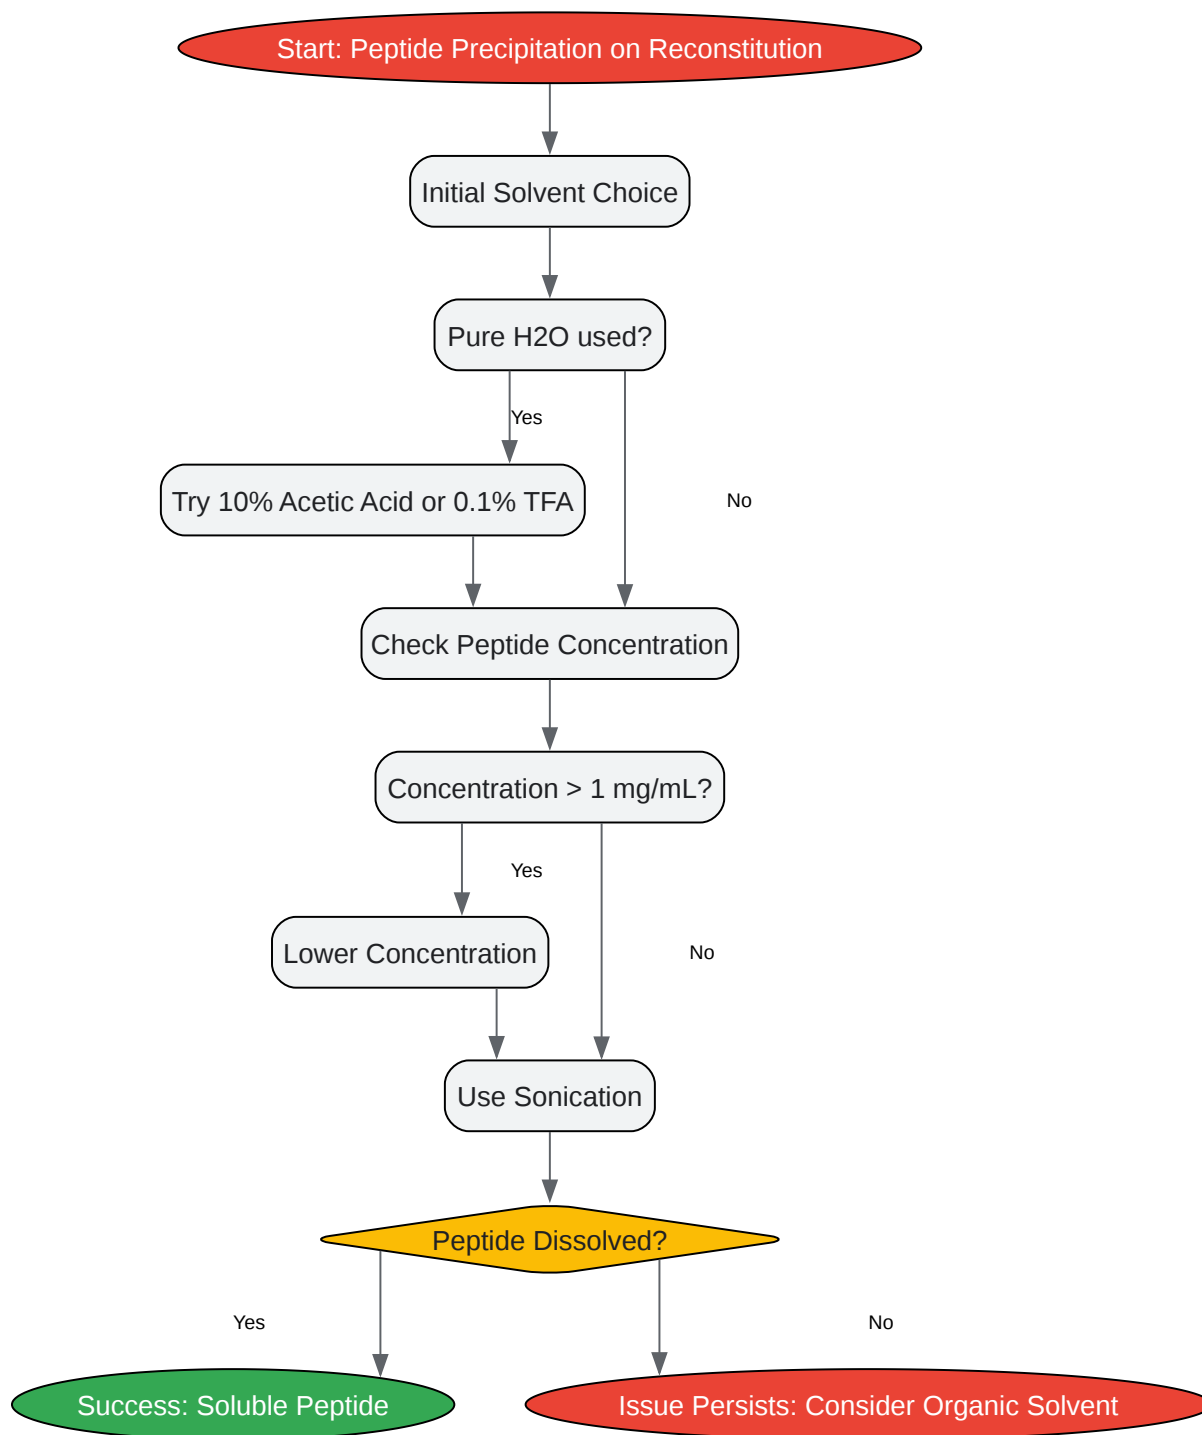 Start: Peptide Precipitation on Reconstitution
Initial Solvent Choice
Pure H2O used?
Yes
Try 10% Acetic Acid or 0.1% TFA
No
Check Peptide Concentration
Concentration > 1 mg/mL?
Yes
Lower Concentration
No
Use Sonication
Peptide Dissolved?
Yes
No
Success: Soluble Peptide
Issue Persists: Consider Organic Solvent